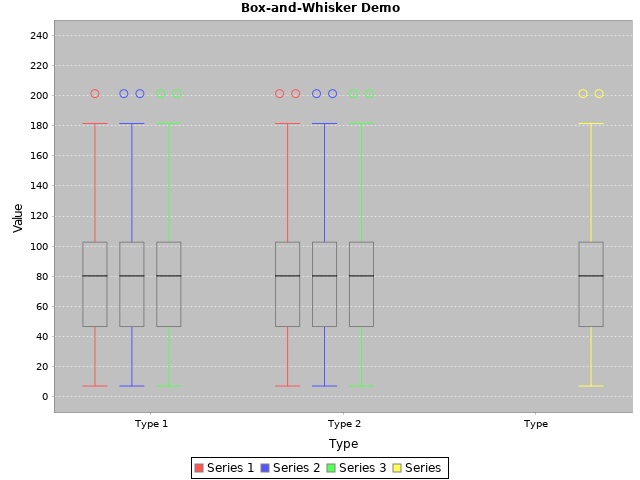 Box-and-Whisker Demo
240
220
200
180
160
140
120
100
80
60
40
20
0
Value
Type 1 Type 2 Type
Type
Series 1 Series 2 Series 3 Series